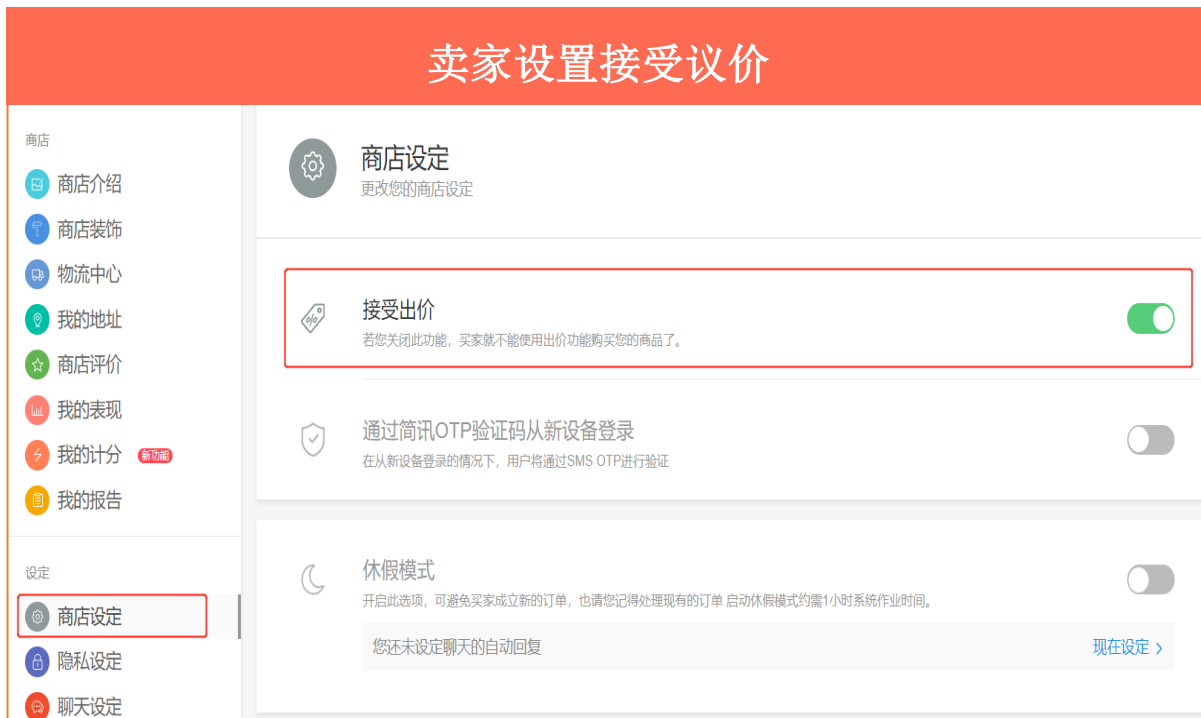 卖家设置接受议价
商店
商店介绍
商店装饰
物流中心
我的地址
商店评价
我的表现
我的计分 新功能
我的报告
设定
商店设定
隐私设定
聊天设定
商店设定
更改您的商店设定
接受出价
若您关闭此功能，买家就不能使用出价功能购买您的商品了。
通过简讯OTP验证码从新设备登录
在从新设备登录的情况下，用户将通过SMS OTP进行验证
休假模式
开启此选项，可避免买家成立新的订单，也请您记得处理现有的订单 启动休假模式约需1小时系统作业时间。
您还未设定聊天的自动回复
现在设定 >